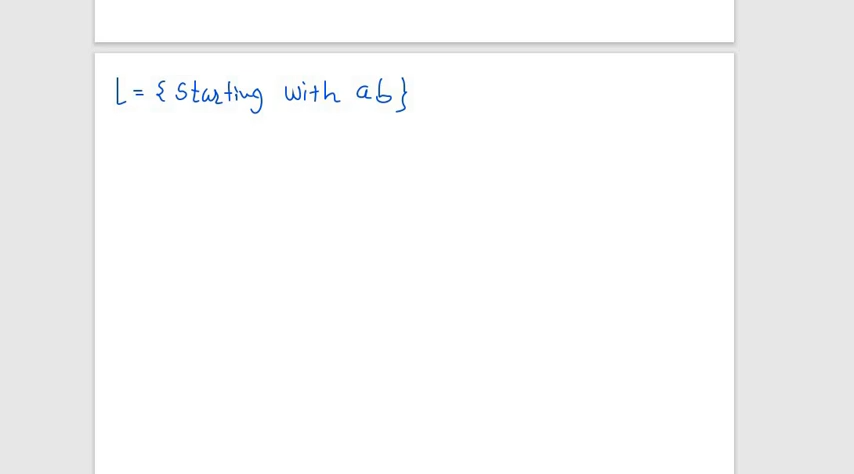 L = { Starting with ab}